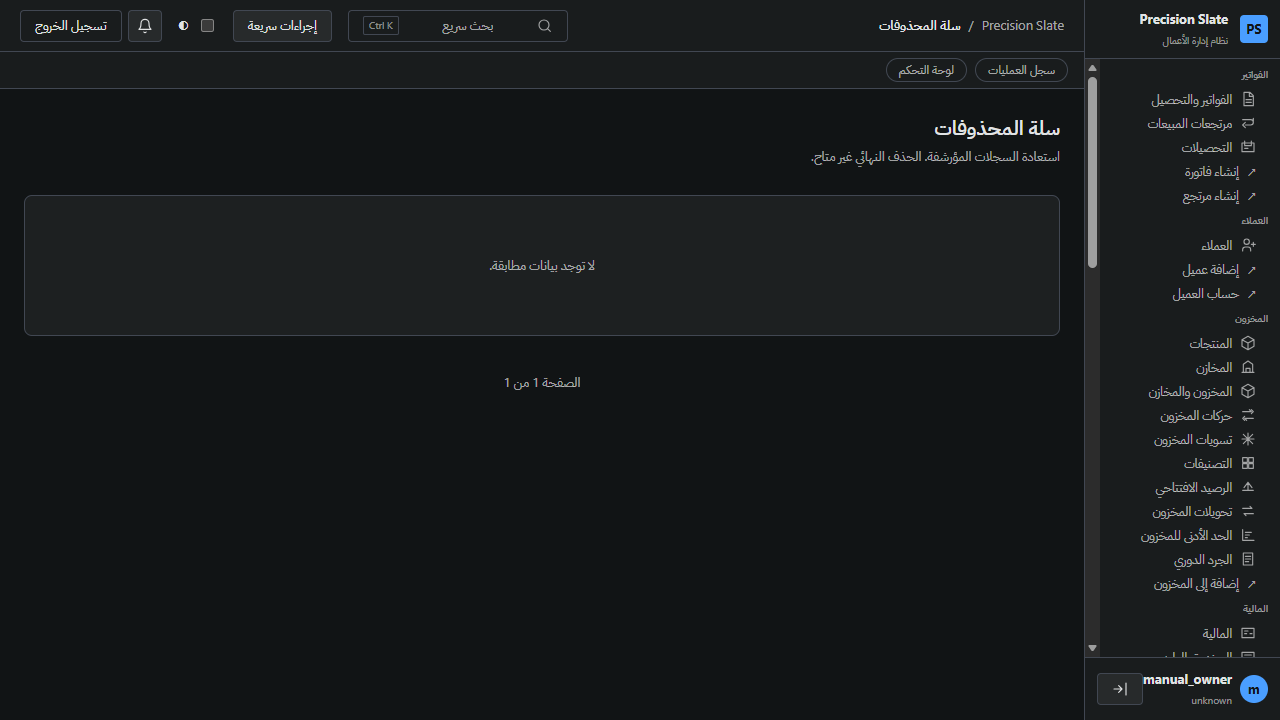 PS
Precision Slate
نظام إدارة الأعمال
Precision Slate / سلة المحذوفات
بحث سريع
Ctrl K
إجراءات سريعة
تسجيل الخروج
سجل العمليات
لوحة التحكم
سلة المحذوفات
استعادة السجلات المؤرشفة. الحذف النهائي غير متاح.
لا توجد بيانات مطابقة.
الصفحة 1 من 1
الفواتير
الفواتير والتحصيل
مرتجعات المبيعات
التحصيلات
إنشاء فاتورة
إنشاء مرتجع
العملاء
العملاء
إضافة عميل
حساب العميل
المخزون
المنتجات
المخازن
المخزون والمخازن
حركات المخزون
تسويات المخزون
التصنيفات
الرصيد الافتتاحي
تحويلات المخزون
الحد الأدنى للمخزون
الجرد الدوري
إضافة إلى المخزون
المالية
المالية
m
manual_owner
unknown